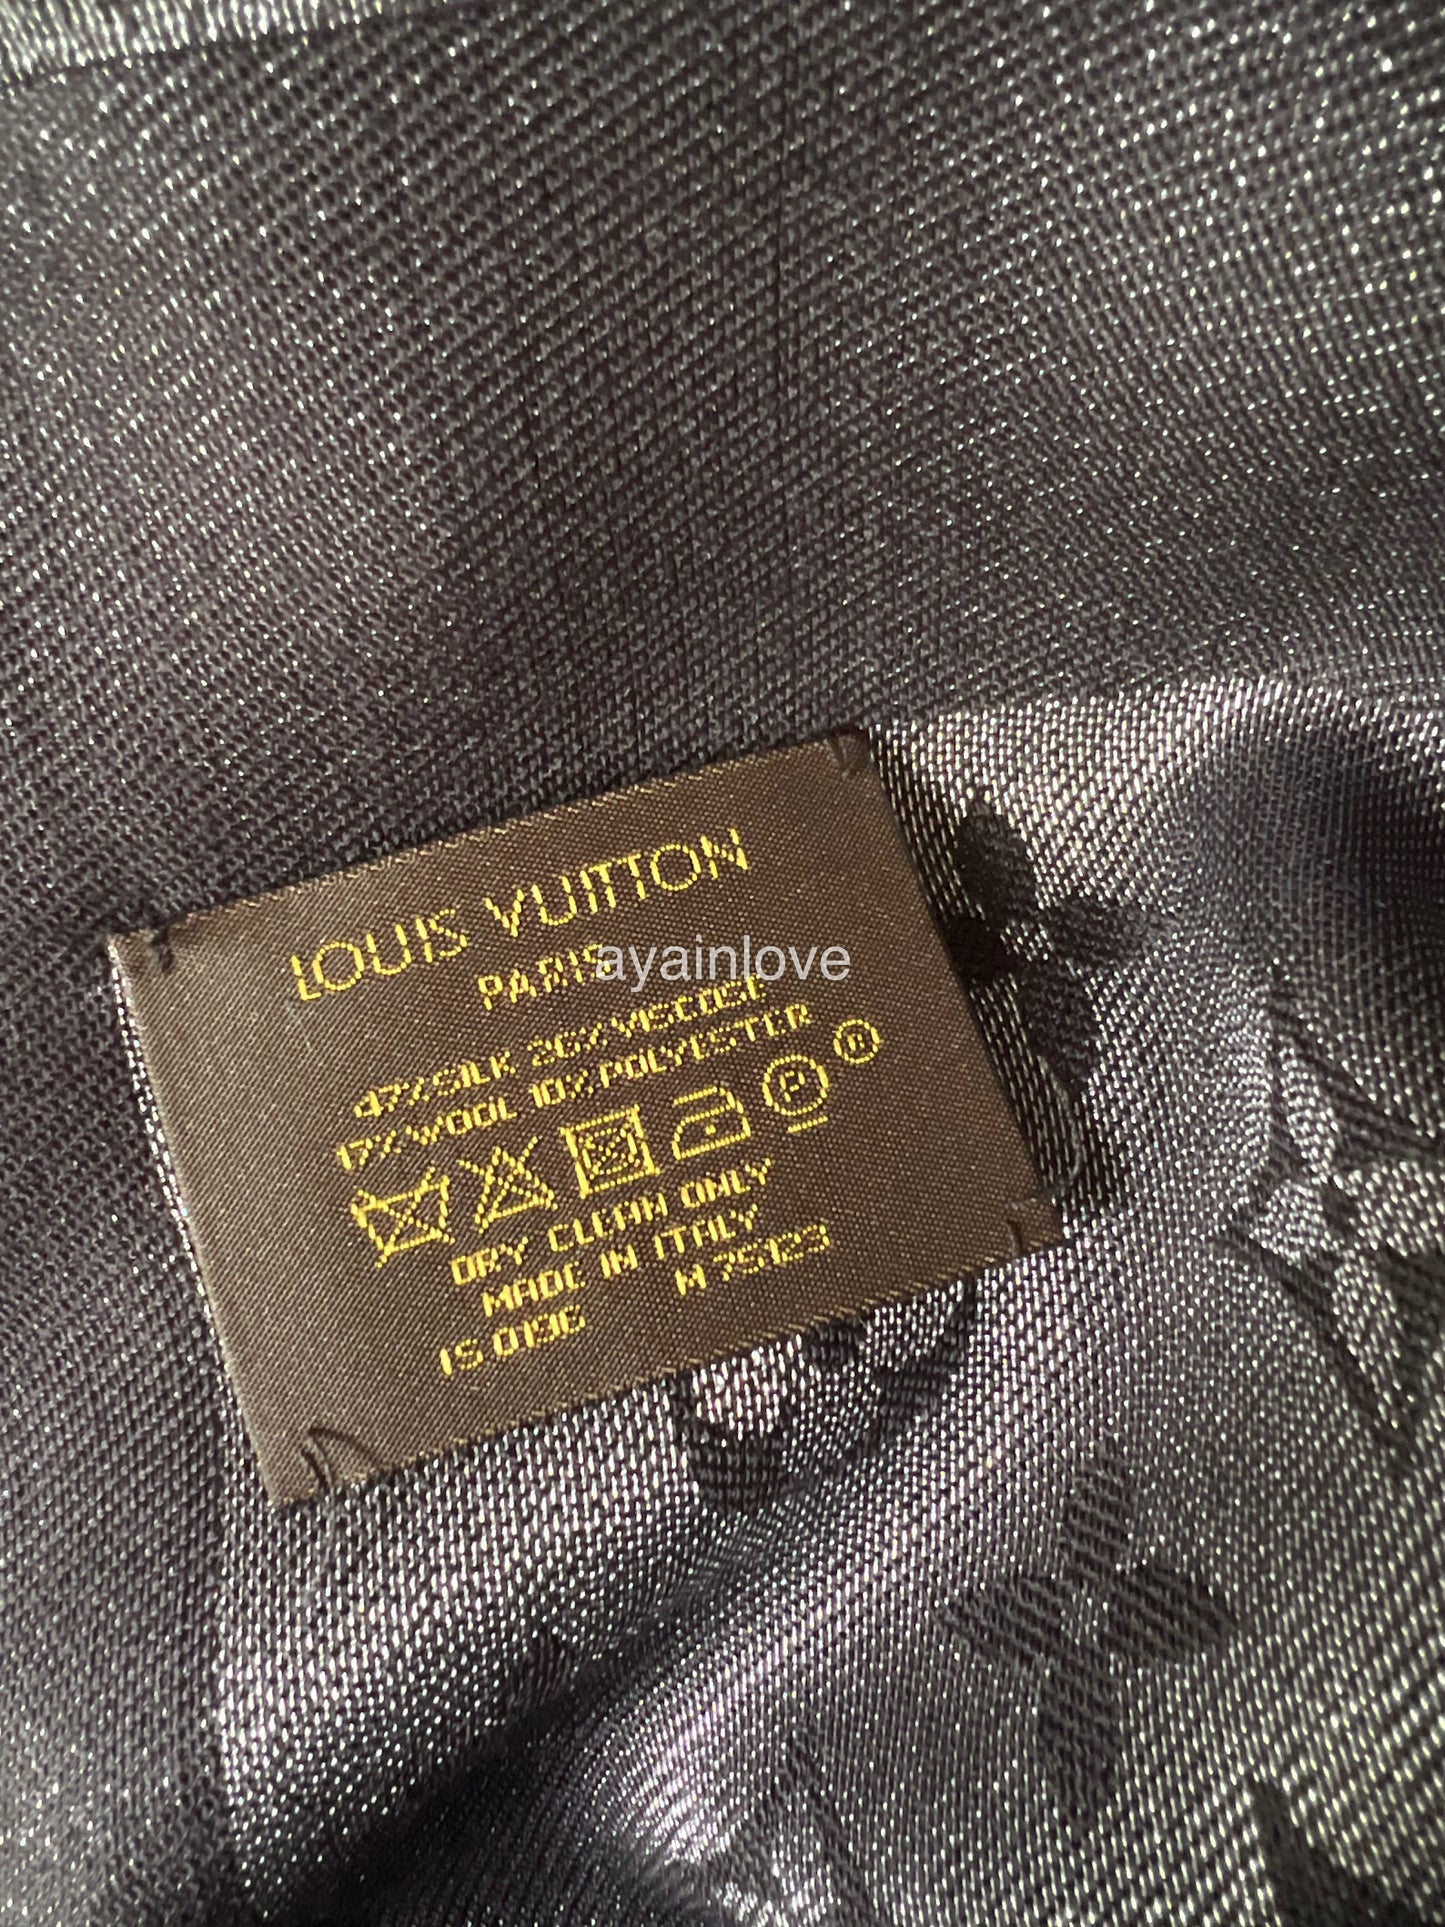 LOUIS VUITTON
PARIS
ayainlove
47% SILK 26% VISCOSE
17% WOOL 10% POLYESTER
P
DRY CLEAN ONLY
MADE IN ITALY
IS 0196 M 75123